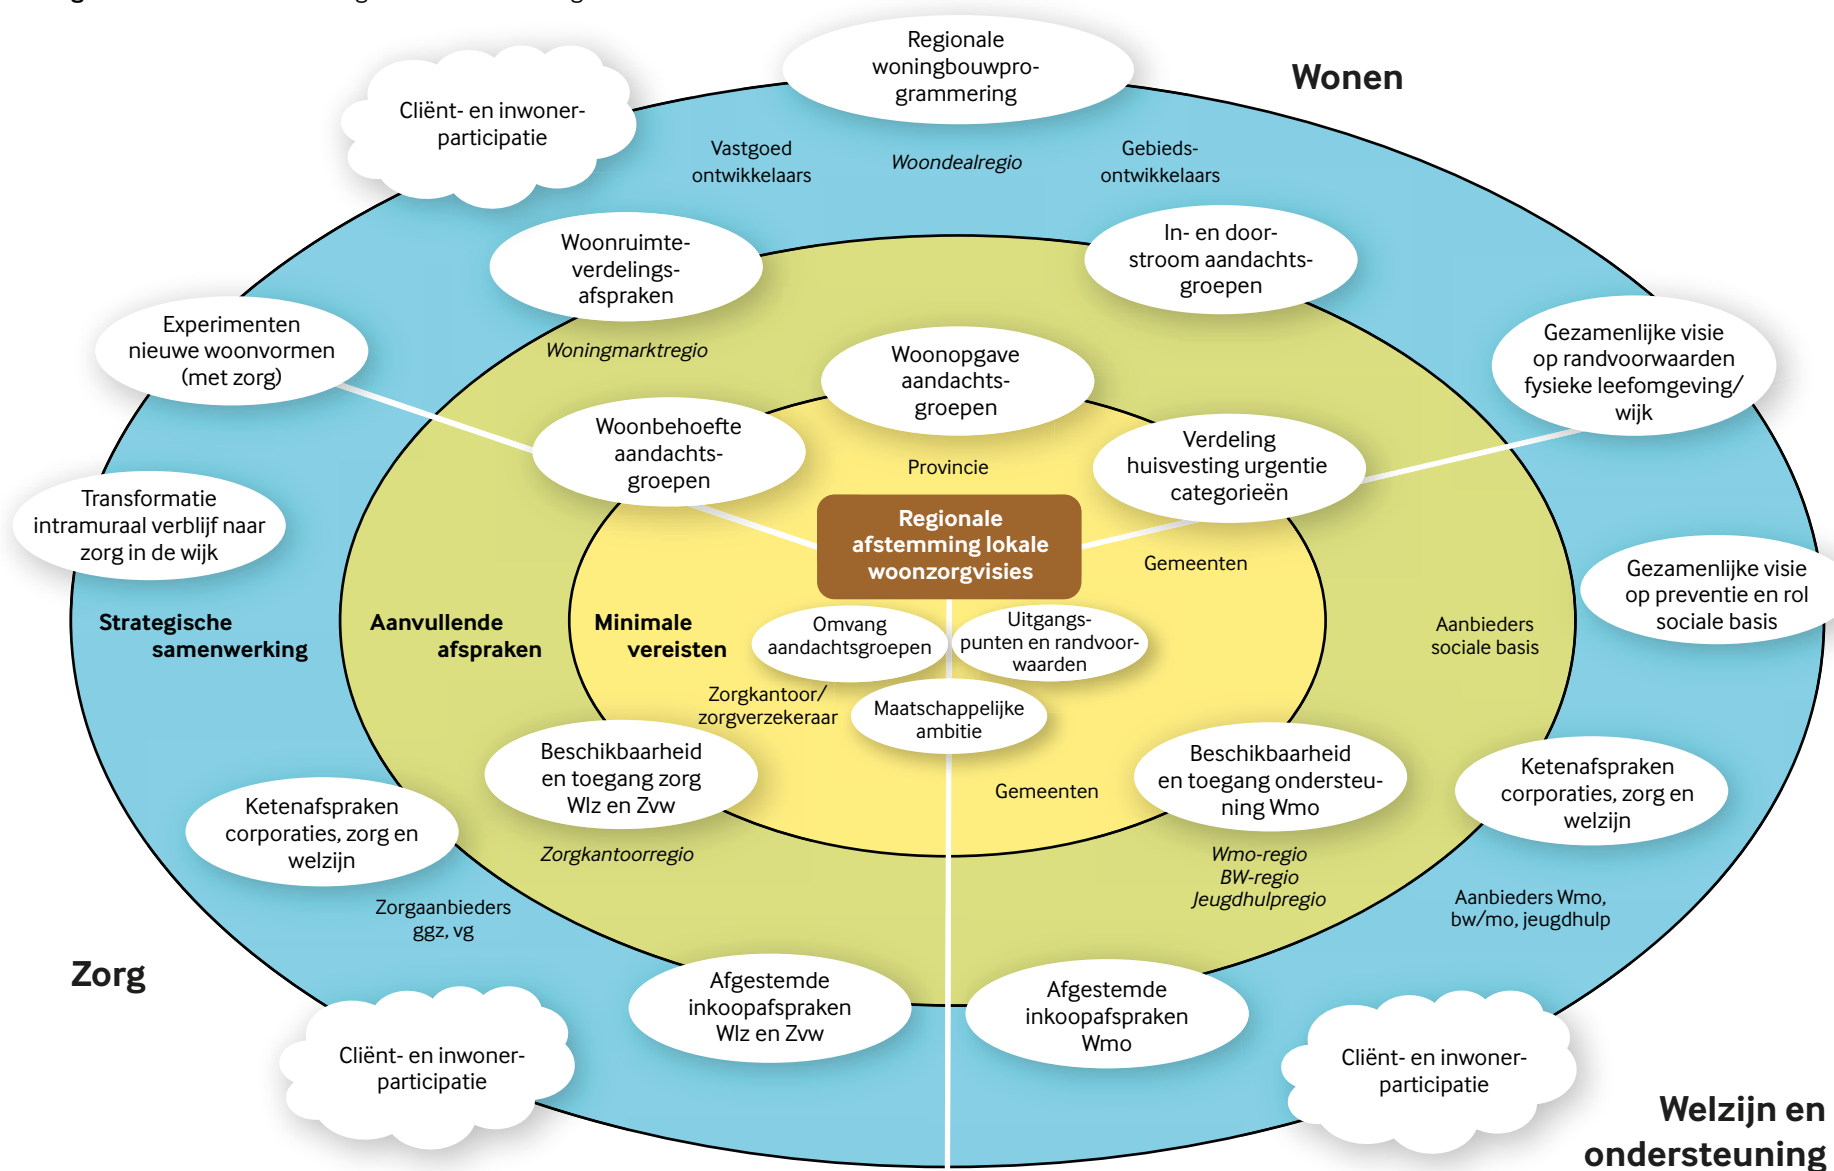 Regionale
woningbouwpro-
grammering
Wonen
Cliënt- en inwoner-
participatie
Vastgoed
ontwikkelaars
Woondealregio
Gebieds-
ontwikkelaars
Woonruimte-
verdelings-
afspraken
In- en door-
stroom aandachts-
groepen
Experimenten
nieuwe woonvormen
(met zorg)
Woningmarktregio
Woonopgave
aandachts-
groepen
Gezamenlijke visie
op randvoorwaarden
fysieke leefomgeving/
wijk
Woonbehoefte
aandachts-
groepen
Provincie
Verdeling
huisvesting urgentie
categorieën
Transformatie
intramuraal verblijf naar
zorg in de wijk
Regionale
afstemming lokale
woonzorgvisies
Gemeenten
Gezamenlijke visie
op preventie en rol
sociale basis
Strategische
samenwerking
Aanvullende
afspraken
Minimale
vereisten
Omvang
aandachtsgroepen
Uitgangs-
punten en randvoor-
waarden
Aanbieders
sociale basis
Zorgkantoor/
zorgverzekeraar
Maatschappelijke
ambitie
Beschikbaarheid
en toegang zorg
Wlz en Zvw
Gemeenten
Beschikbaarheid
en toegang ondersteu-
ning Wmo
Ketenafspraken
corporaties, zorg en
welzijn
Ketenafspraken
corporaties, zorg en
welzijn
Zorgkantoorregio
Wmo-regio
BW-regio
Jeugdhulpregio
Zorgaanbieders
ggz, vg
Aanbieders Wmo,
bw/mo, jeugdhulp
Zorg
Afgestemde
inkoopafspraken
Wlz en Zvw
Afgestemde
inkoopafspraken
Wmo
Cliënt- en inwoner-
participatie
Cliënt- en inwoner-
participatie
Welzijn en
ondersteuning